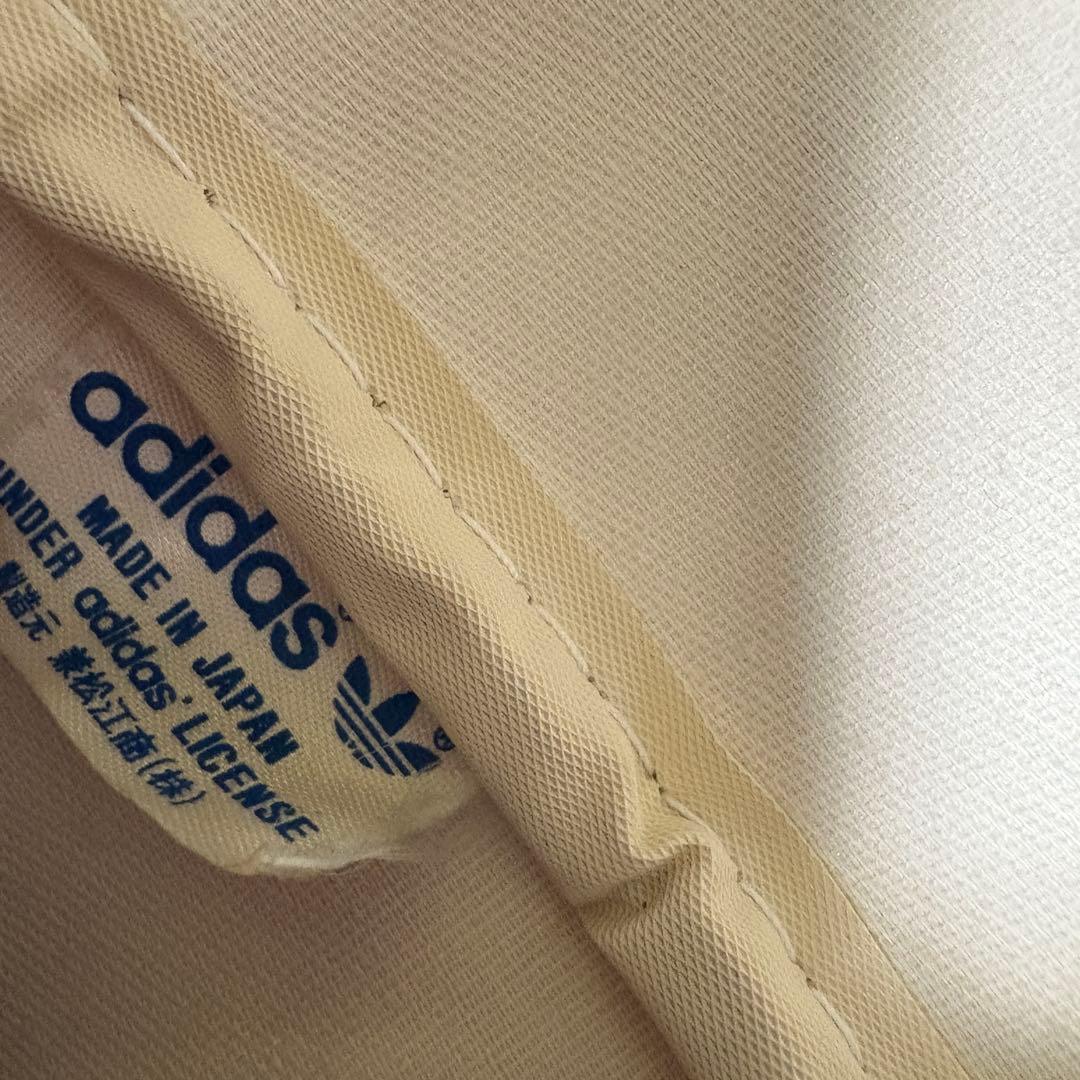 adidas
MADE IN JAPAN
UNDER adidas® LICENSE
製造元 兼松江商(株)